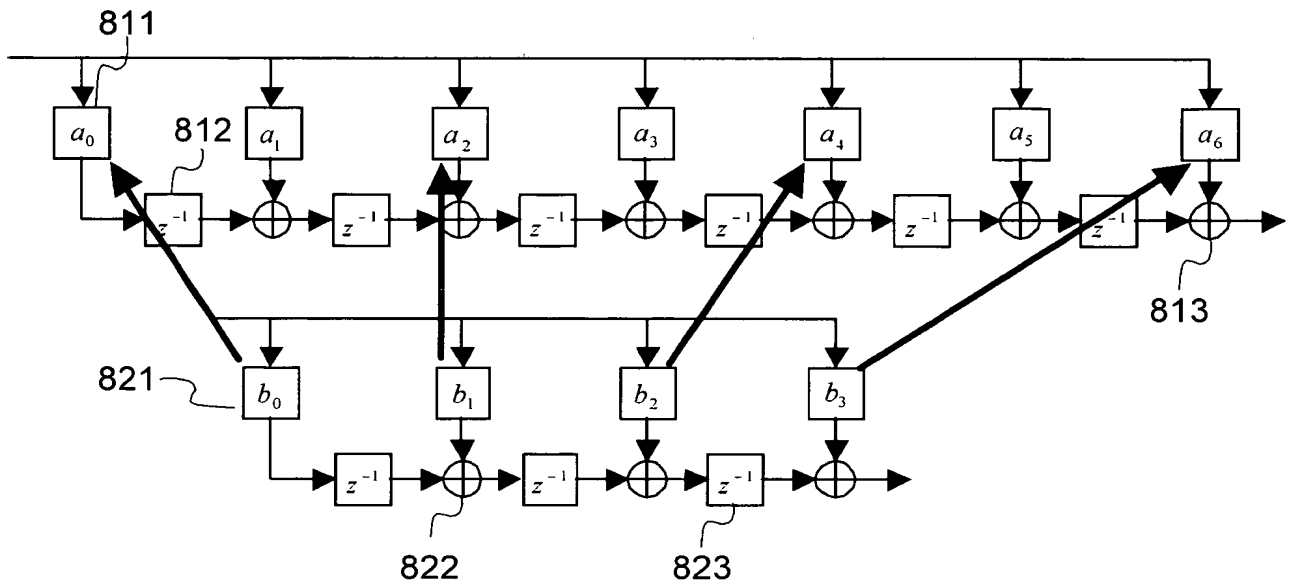 811
a₀ a₁ a₂ a₃ a₄ a₅ a₆
812
z⁻¹ z⁻¹ z⁻¹ z⁻¹ z⁻¹ z⁻¹
813
821
b₀ b₁ b₂ b₃
z⁻¹ z⁻¹ z⁻¹
822 823